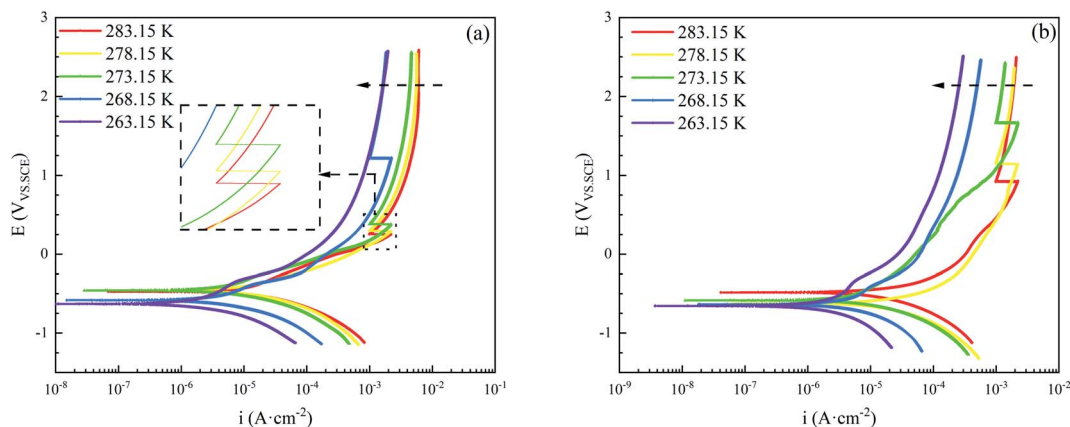 (a)
283.15 K
278.15 K
273.15 K
268.15 K
263.15 K
3
2
1
0
-1
E (V_VS.SCE)
10⁻⁸ 10⁻⁷ 10⁻⁶ 10⁻⁵ 10⁻⁴ 10⁻³ 10⁻² 10⁻¹
i (A·cm⁻²)
(b)
283.15 K
278.15 K
273.15 K
268.15 K
263.15 K
3
2
1
0
-1
E (V_VS.SCE)
10⁻⁹ 10⁻⁸ 10⁻⁷ 10⁻⁶ 10⁻⁵ 10⁻⁴ 10⁻³ 10⁻²
i (A·cm⁻²)